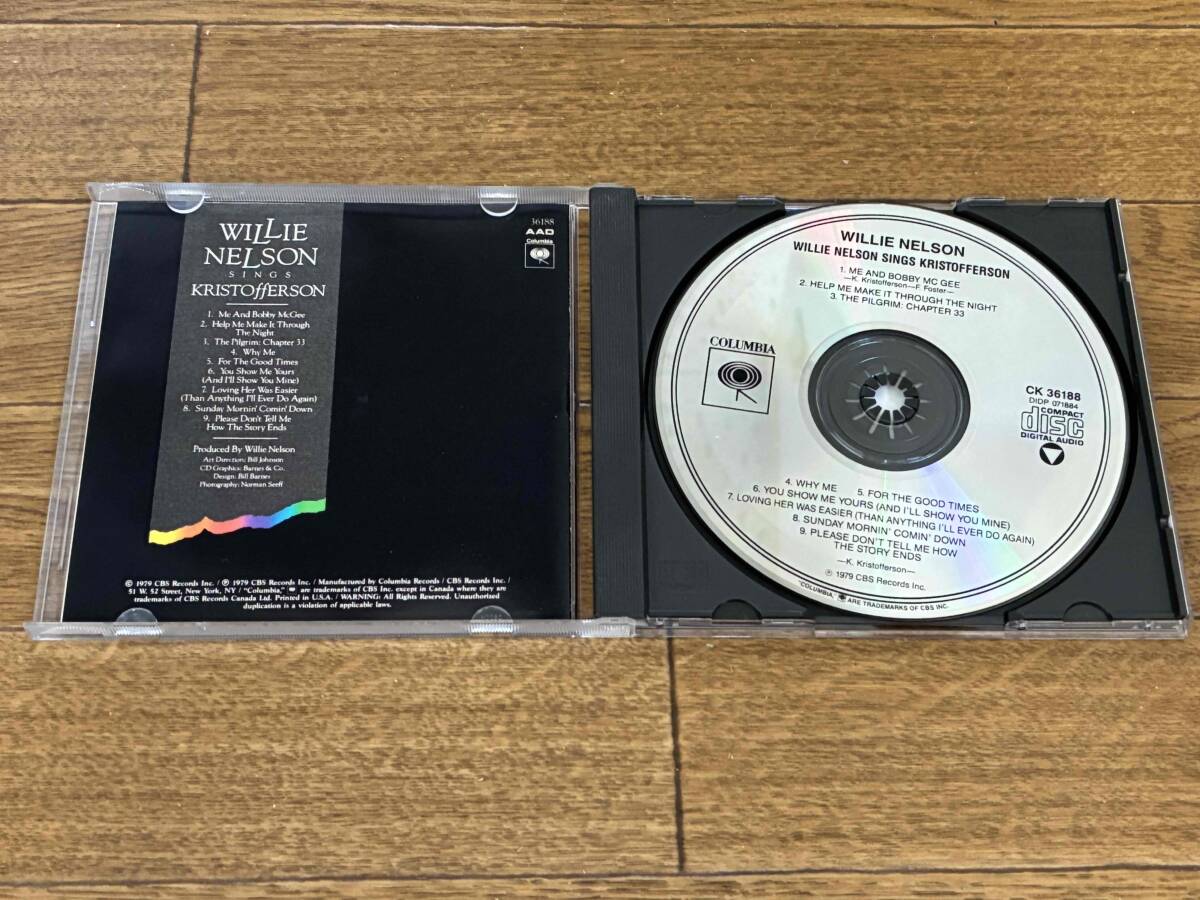 36188
AAD
Columbia
WILLIE
NELSON
SINGS
KRISTOFFERSON
1. Me And Bobby McGee
2. Help Me Make It Through
The Night
3. The Pilgrim: Chapter 33
4. Why Me
5. For The Good Times
6. You Show Me Yours
(And I'll Show You Mine)
7. Loving Her Was Easier
(Than Anything I'll Ever Do Again)
8. Sunday Mornin' Comin' Down
9. Please Don't Tell Me
How The Story Ends
Produced By Willie Nelson
Art Direction: Bill Johnson
CD Graphics: Barnes & Co.
Design: Bill Barnes
Photography: Norman Seeff
© 1979 CBS Records Inc. / ℗ 1979 CBS Records Inc. / Manufactured by Columbia Records / CBS Records Inc. /
51 W. 52 Street, New York, NY / "Columbia," are trademarks of CBS Inc. except in Canada where they are
trademarks of CBS Records Canada Ltd. Printed in U.S.A. / WARNING: All Rights Reserved. Unauthorized
duplication is a violation of applicable laws.
WILLIE NELSON
WILLIE NELSON SINGS KRISTOFFERSON
1. ME AND BOBBY MC GEE
—K. Kristofferson—F. Foster—
2. HELP ME MAKE IT THROUGH THE NIGHT
3. THE PILGRIM: CHAPTER 33
COLUMBIA
CK 36188
DIDP 071884
COMPACT
disc
DIGITAL AUDIO
4. WHY ME 5. FOR THE GOOD TIMES
6. YOU SHOW ME YOURS (AND I'LL SHOW YOU MINE)
7. LOVING HER WAS EASIER (THAN ANYTHING I'LL EVER DO AGAIN)
8. SUNDAY MORNIN' COMIN' DOWN
9. PLEASE DON'T TELL ME HOW
THE STORY ENDS
—K. Kristofferson—
℗ 1979 CBS Records Inc.
"COLUMBIA," ARE TRADEMARKS OF CBS INC.